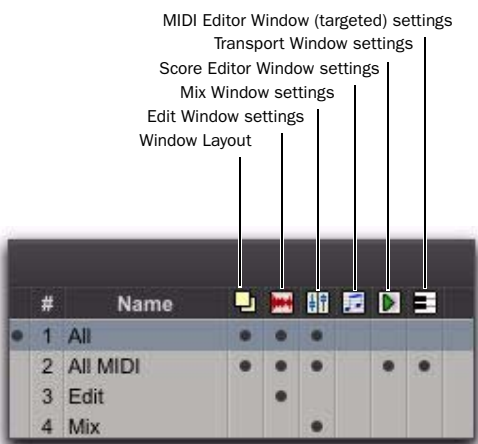 MIDI Editor Window (targeted) settings
Transport Window settings
Score Editor Window settings
Mix Window settings
Edit Window settings
Window Layout
# Name
1 All
2 All MIDI
3 Edit
4 Mix